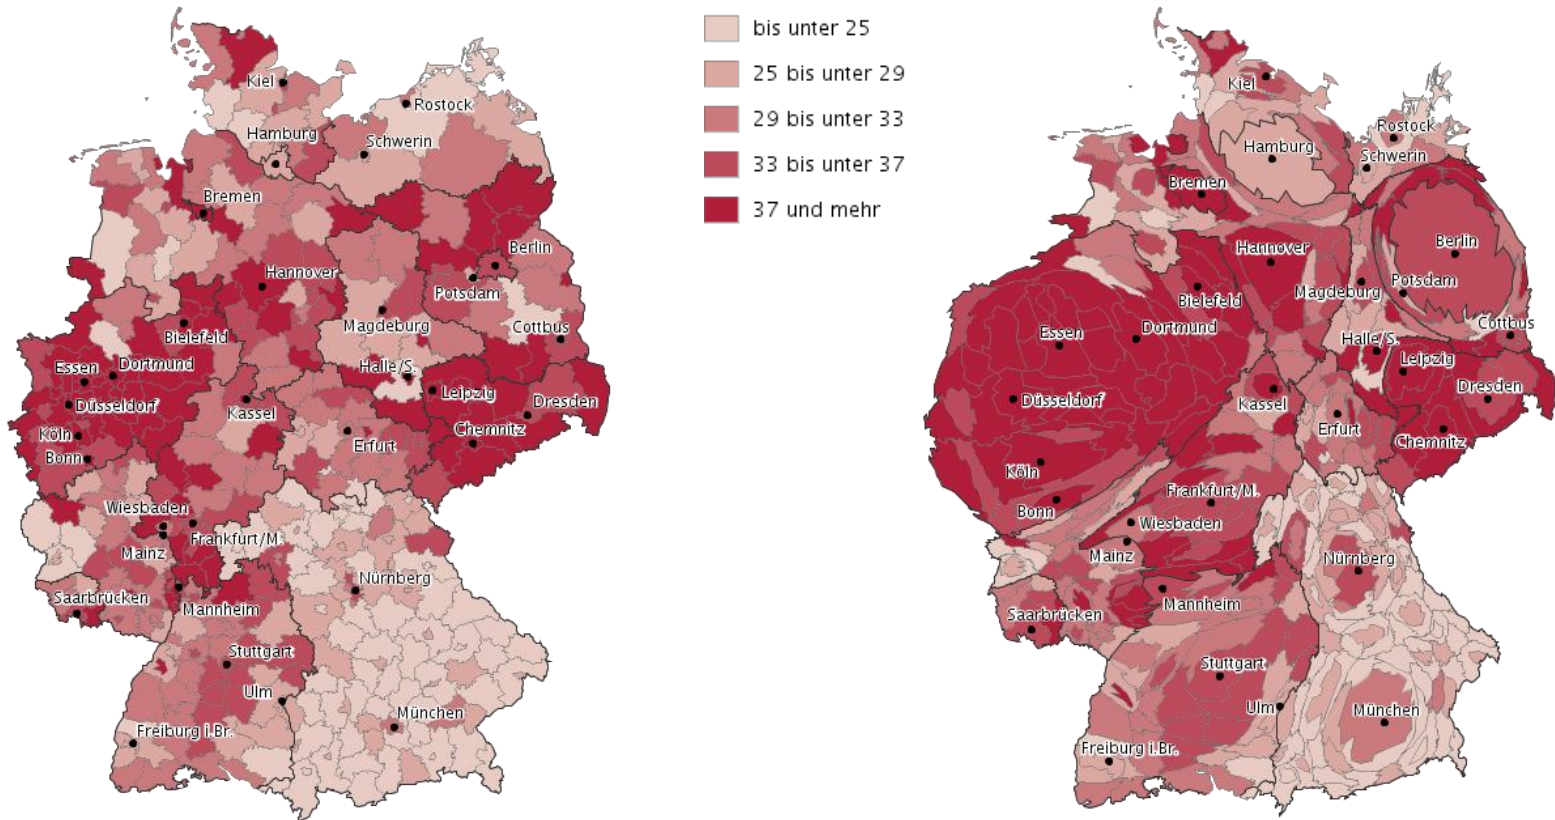 Kiel
Rostock
Hamburg
Schwerin
Bremen
Berlin
Hannover
Potsdam
Magdeburg
Cottbus
Bielefeld
Essen
Dortmund
Halle/S.
Leipzig
Düsseldorf
Kassel
Dresden
Köln
Chemnitz
Erfurt
Bonn
Wiesbaden
Frankfurt/M.
Mainz
Nürnberg
Saarbrücken
Mannheim
Stuttgart
Ulm
München
Freiburg i.Br.
bis unter 25
25 bis unter 29
29 bis unter 33
33 bis unter 37
37 und mehr
Kiel
Rostock
Hamburg
Schwerin
Bremen
Berlin
Hannover
Potsdam
Magdeburg
Bielefeld
Cottbus
Essen
Dortmund
Halle/S.
Leipzig
Dresden
Düsseldorf
Kassel
Erfurt
Chemnitz
Köln
Frankfurt/M.
Bonn
Wiesbaden
Mainz
Nürnberg
Mannheim
Saarbrücken
Stuttgart
Ulm
München
Freiburg i.Br.